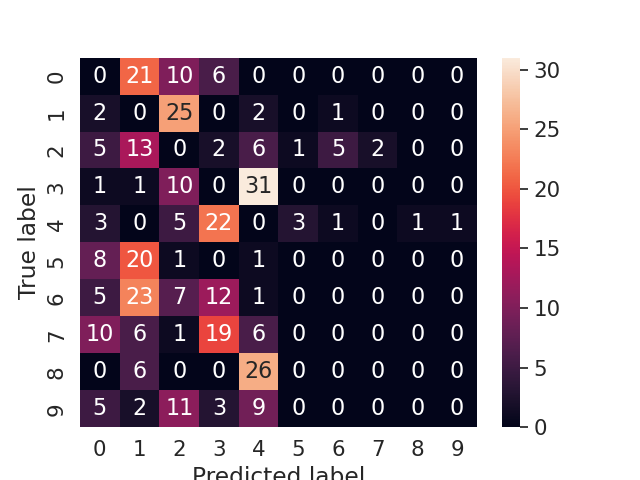 0 0 21 10 6 0 0 0 0 0 0
1 2 0 25 0 2 0 1 0 0 0
2 5 13 0 2 6 1 5 2 0 0
3 1 1 10 0 31 0 0 0 0 0
4 3 0 5 22 0 3 1 0 1 1
5 8 20 1 0 1 0 0 0 0 0
6 5 23 7 12 1 0 0 0 0 0
7 10 6 1 19 6 0 0 0 0 0
8 0 6 0 0 26 0 0 0 0 0
9 5 2 11 3 9 0 0 0 0 0
0 1 2 3 4 5 6 7 8 9
Predicted label
True label
30
25
20
15
10
5
0